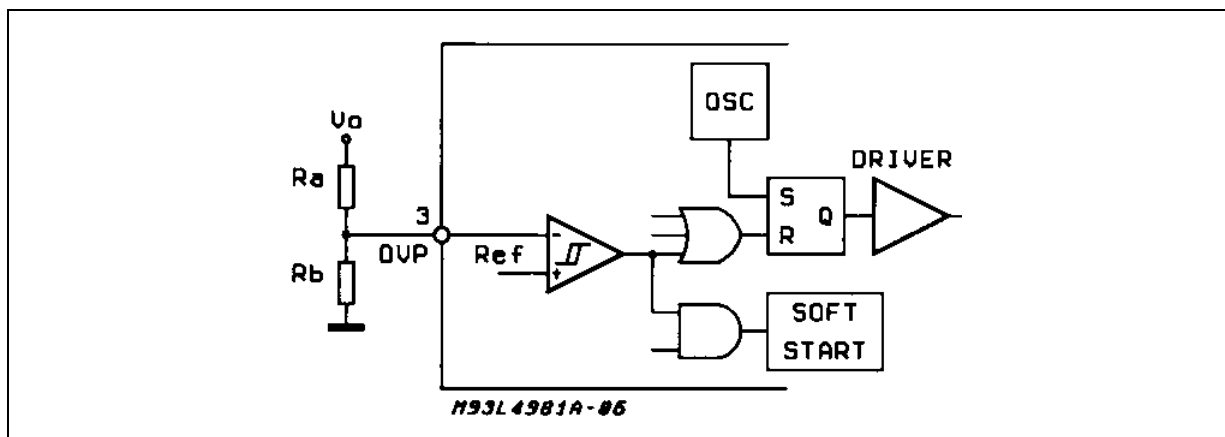 OSC
Vo
DRIVER
Ra
S
Q
3
R
OVP
Ref
-
+
Rb
SOFT
START
M93L4981A-06